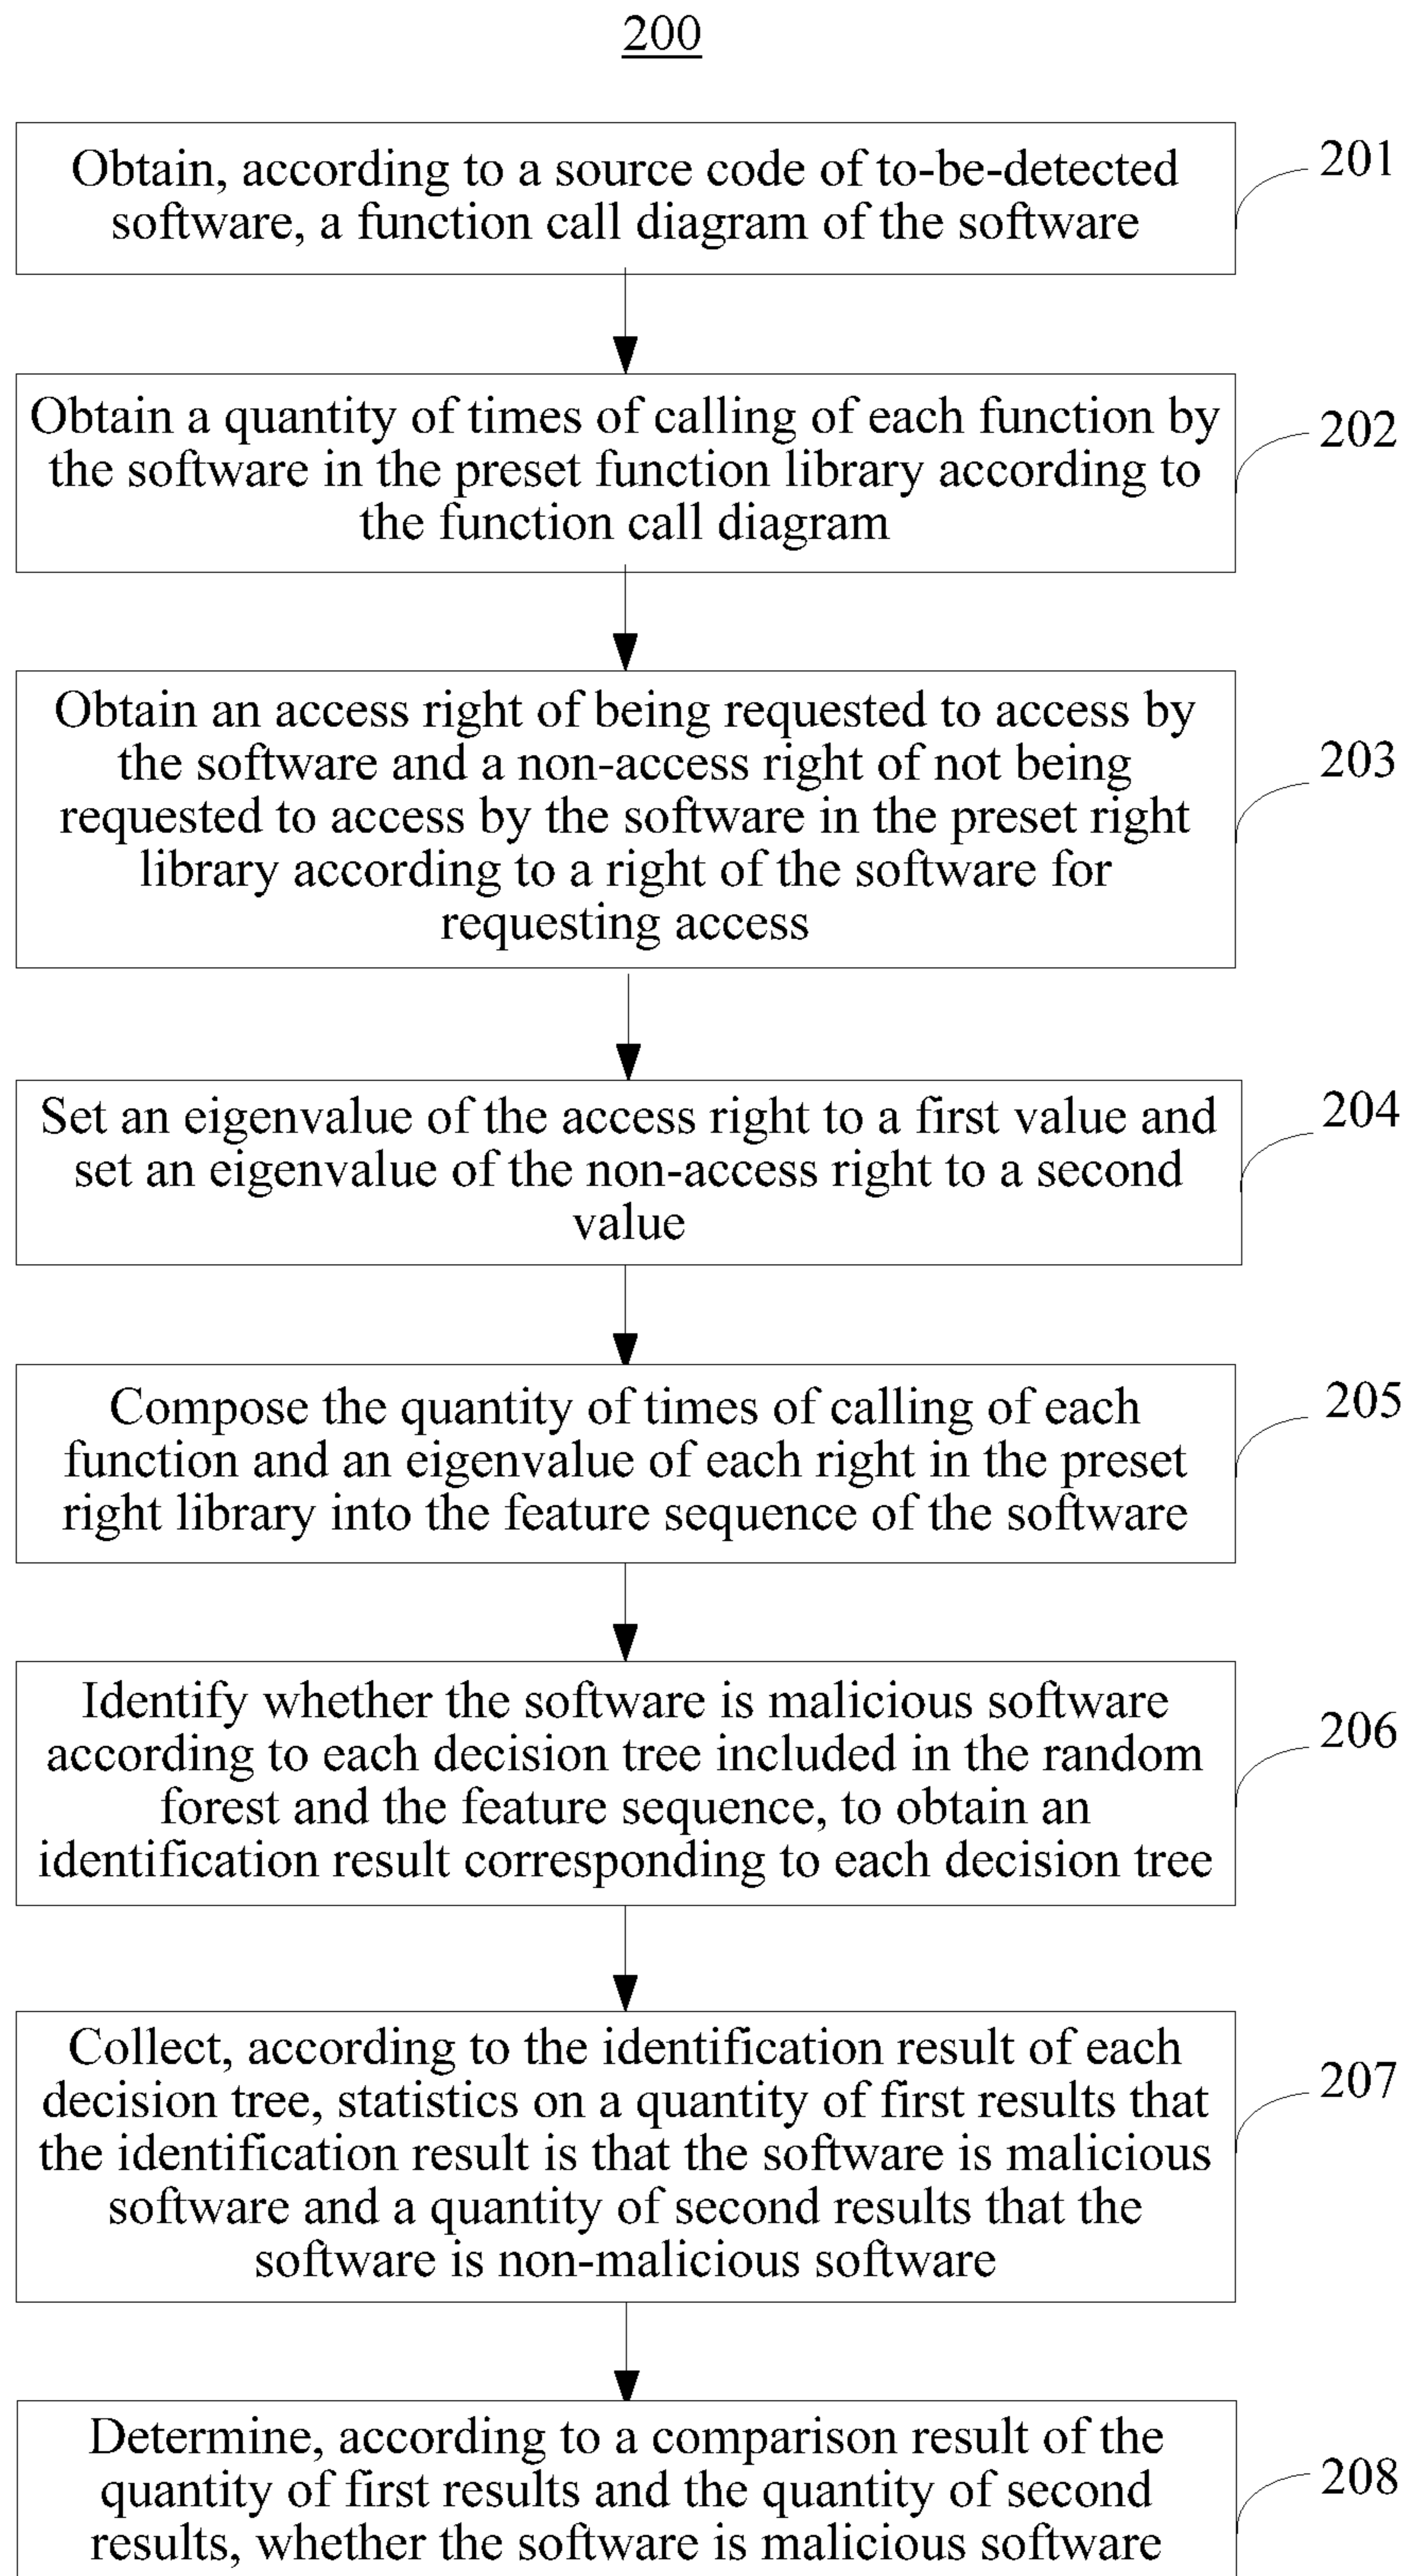 200
Obtain, according to a source code of to-be-detected
software, a function call diagram of the software
201
Obtain a quantity of times of calling of each function by
the software in the preset function library according to
the function call diagram
202
Obtain an access right of being requested to access by
the software and a non-access right of not being
requested to access by the software in the preset right
library according to a right of the software for
requesting access
203
Set an eigenvalue of the access right to a first value and
set an eigenvalue of the non-access right to a second
value
204
Compose the quantity of times of calling of each
function and an eigenvalue of each right in the preset
right library into the feature sequence of the software
205
Identify whether the software is malicious software
according to each decision tree included in the random
forest and the feature sequence, to obtain an
identification result corresponding to each decision tree
206
Collect, according to the identification result of each
decision tree, statistics on a quantity of first results that
the identification result is that the software is malicious
software and a quantity of second results that the
software is non-malicious software
207
Determine, according to a comparison result of the
quantity of first results and the quantity of second
results, whether the software is malicious software
208